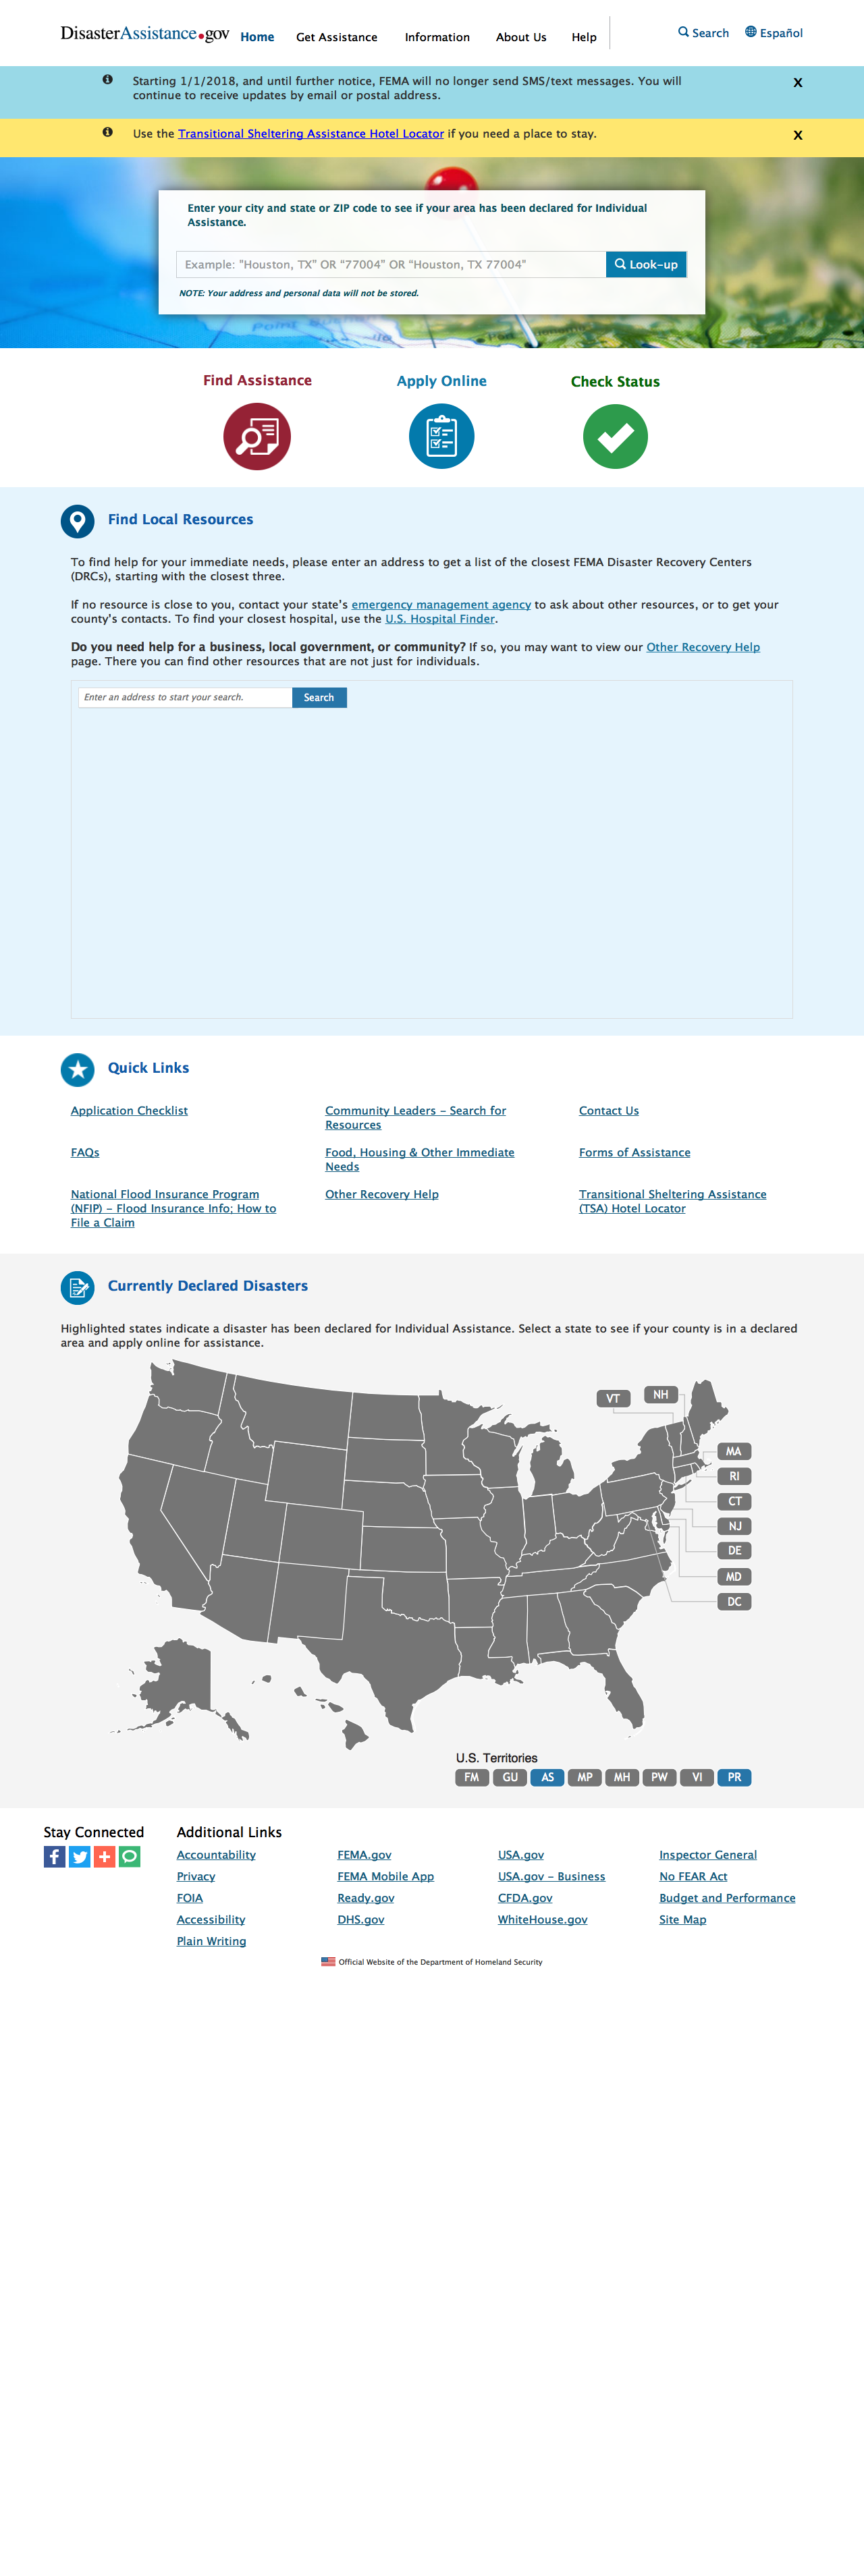 DisasterAssistance.gov
Home
Get Assistance
Information
About Us
Help
Search
Español
Starting 1/1/2018, and until further notice, FEMA will no longer send SMS/text messages. You will
continue to receive updates by email or postal address.
X
Use the Transitional Sheltering Assistance Hotel Locator if you need a place to stay.
X
Enter your city and state or ZIP code to see if your area has been declared for Individual
Assistance.
Example: "Houston, TX" OR “77004” OR “Houston, TX 77004”
Look-up
NOTE: Your address and personal data will not be stored.
Find Assistance
Apply Online
Check Status
Find Local Resources
To find help for your immediate needs, please enter an address to get a list of the closest FEMA Disaster Recovery Centers
(DRCs), starting with the closest three.
If no resource is close to you, contact your state’s emergency management agency to ask about other resources, or to get your
county’s contacts. To find your closest hospital, use the U.S. Hospital Finder.
Do you need help for a business, local government, or community? If so, you may want to view our Other Recovery Help
page. There you can find other resources that are not just for individuals.
Enter an address to start your search.
Search
Quick Links
Application Checklist
Community Leaders - Search for
Resources
Contact Us
FAQs
Food, Housing & Other Immediate
Needs
Forms of Assistance
National Flood Insurance Program
(NFIP) - Flood Insurance Info; How to
File a Claim
Other Recovery Help
Transitional Sheltering Assistance
(TSA) Hotel Locator
Currently Declared Disasters
Highlighted states indicate a disaster has been declared for Individual Assistance. Select a state to see if your county is in a declared
area and apply online for assistance.
VT
NH
MA
RI
CT
NJ
DE
MD
DC
U.S. Territories
FM
GU
AS
MP
MH
PW
VI
PR
Stay Connected
Additional Links
Accountability
FEMA.gov
USA.gov
Inspector General
Privacy
FEMA Mobile App
USA.gov - Business
No FEAR Act
FOIA
Ready.gov
CFDA.gov
Budget and Performance
Accessibility
DHS.gov
WhiteHouse.gov
Site Map
Plain Writing
Official Website of the Department of Homeland Security